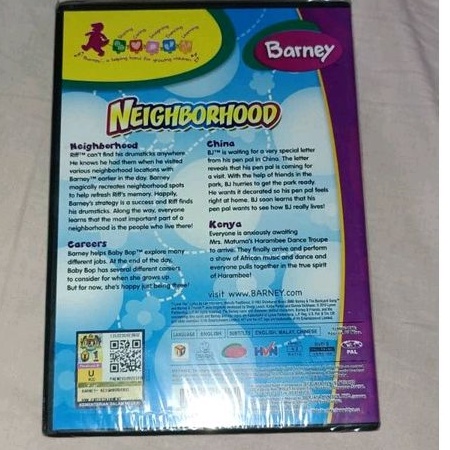 Barney
"Barney" - a helping hand for growing children
NEIGHBORHOOD
Neighborhood
Riff™ can't find his drumsticks anywhere.
He knows he had them when he visited
various neighborhood locations with
Barney™ earlier in the day. Barney
magically recreates neighborhood spots
to help refresh Riff's memory. Happily,
Barney's strategy is a success and Riff finds
his drumsticks. Along the way, everyone
learns that the most important part of a
neighborhood is the people who live there!
Careers
Barney helps Baby Bop™ explore many
different jobs. At the end of the day,
Baby Bop has several different careers
to consider for when she grows up.
But for now, she's happy just being three!
China
BJ™ is waiting for a very special letter
from his pen pal in China. The letter
reveals that his pen pal is coming for a
visit. With the help of friends in the
park, BJ hurries to get the park ready.
He wants it decorated so his pen pal feels
right at home. BJ soon learns that his
pen pal wants to see how BJ really lives!
Kenya
Everyone is anxiously awaiting
Mrs. Matuma's Harambee Dance Troupe
to arrive. They finally arrive and perform
a show of African music and dance and
everyone pulls together in the true spirit
of Harambee!
visit www.BARNEY.com
LANGUAGE ENGLISH SUBTITLES ENGLISH, MALAY, CHINESE
HVN
PAL
U